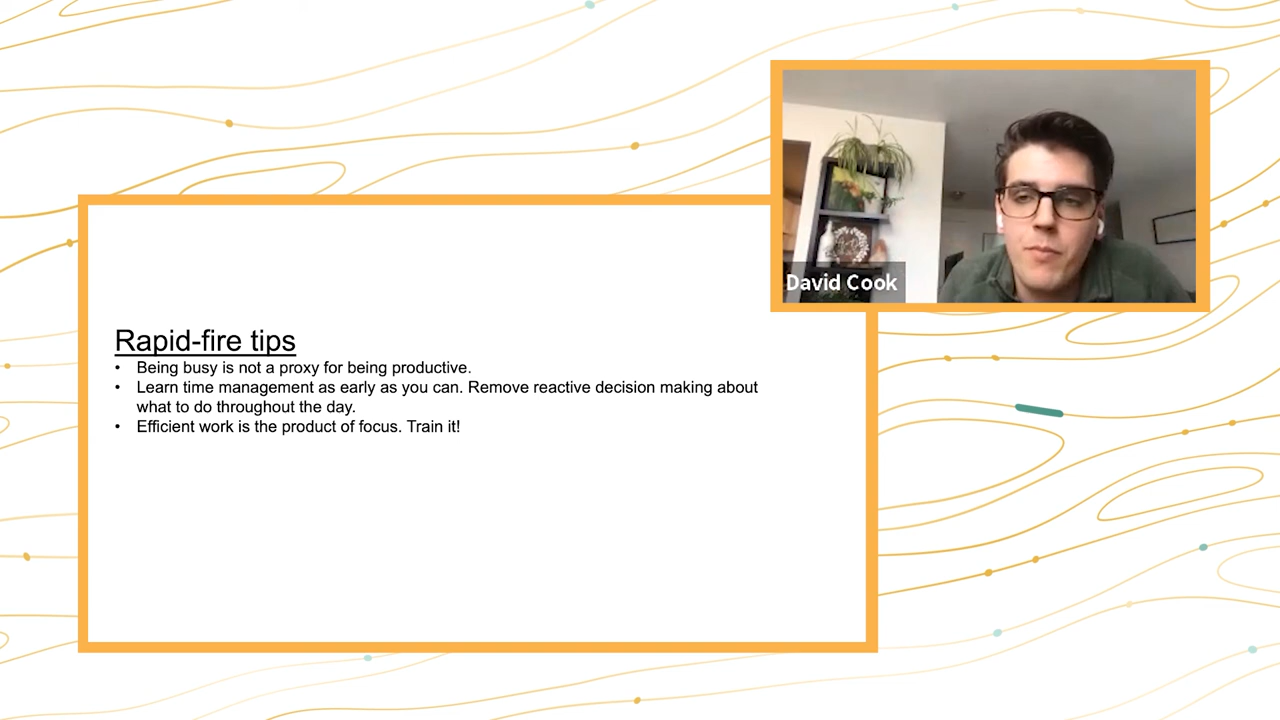 David Cook
Rapid-fire tips
• Being busy is not a proxy for being productive.
• Learn time management as early as you can. Remove reactive decision making about
what to do throughout the day.
• Efficient work is the product of focus. Train it!